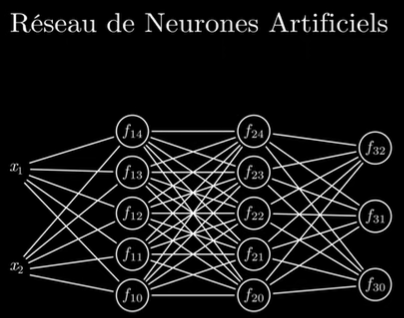 Réseau de Neurones Artificiels
f14 f24
f32
x1 f13 f23
f12 f22 f31
x2 f11 f21
f30
f10 f20